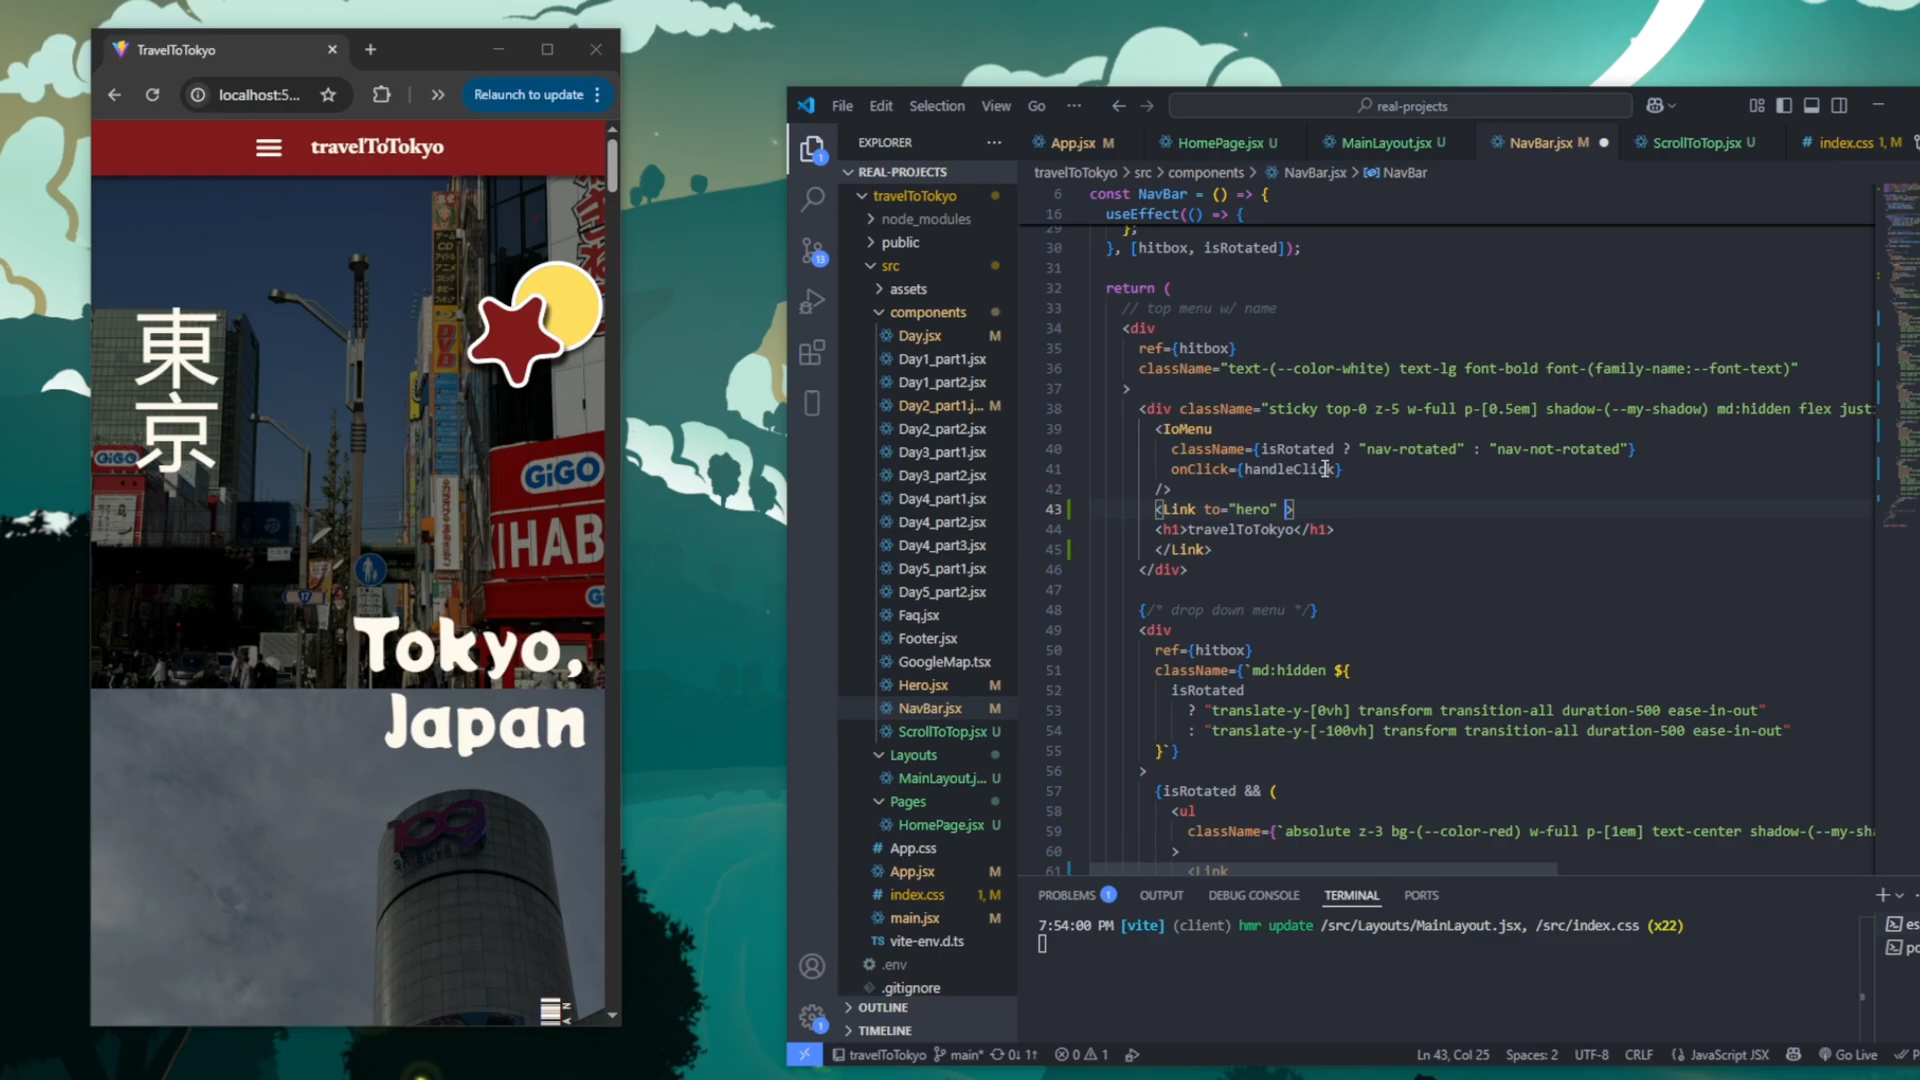 TravelToTokyo
localhost:5...
Relaunch to update
travelToTokyo
東
京
GiGO
GiGO
KIHAB
DVD
CD
17
Tokyo,
Japan
109
File Edit Selection View Go ...
real-projects
EXPLORER
REAL-PROJECTS
travelToTokyo
node_modules
public
src
assets
components
Day.jsx M
Day1_part1.jsx
Day1_part2.jsx
Day2_part1.j... M
Day2_part2.jsx
Day3_part1.jsx
Day3_part2.jsx
Day4_part1.jsx
Day4_part2.jsx
Day4_part3.jsx
Day5_part1.jsx
Day5_part2.jsx
Faq.jsx
Footer.jsx
GoogleMap.tsx
Hero.jsx M
NavBar.jsx M
ScrollToTop.jsx U
Layouts
MainLayout.j... U
Pages
HomePage.jsx U
App.css
App.jsx M
index.css 1, M
main.jsx M
vite-env.d.ts
.env
.gitignore
OUTLINE
TIMELINE
App.jsx M HomePage.jsx U MainLayout.jsx U NavBar.jsx M ScrollToTop.jsx U index.css 1, M
travelToTokyo > src > components > NavBar.jsx > NavBar
6 const NavBar = () => {
16 useEffect(() => {
29 };
30 }, [hitbox, isRotated]);
31
32 return (
33 // top menu w/ name
34 <div
35 ref={hitbox}
36 className="text-(--color-white) text-lg font-bold font-(family-name:--font-text)"
37 >
38 <div className="sticky top-0 z-5 w-full p-[0.5em] shadow-(--my-shadow) md:hidden flex just
39 <IoMenu
40 className={isRotated ? "nav-rotated" : "nav-not-rotated"}
41 onClick={handleClick}
42 />
43 <Link to="hero" >
44 <h1>travelToTokyo</h1>
45 </Link>
46 </div>
47
48 {/* drop down menu */}
49 <div
50 ref={hitbox}
51 className={`md:hidden ${
52 isRotated
53 ? "translate-y-[0vh] transform transition-all duration-500 ease-in-out"
54 : "translate-y-[-100vh] transform transition-all duration-500 ease-in-out"
55 }`}
56 >
57 {isRotated && (
58 <ul
59 className={`absolute z-3 bg-(--color-red) w-full p-[1em] text-center shadow-(--my-sha
60 >
61 <Link
PROBLEMS 1 OUTPUT DEBUG CONSOLE TERMINAL PORTS
7:54:00 PM [vite] (client) hmr update /src/Layouts/MainLayout.jsx, /src/index.css (x22)
es
po
travelToTokyo main* 0↓ 1↑ 0 1
Ln 43, Col 25 Spaces: 2 UTF-8 CRLF JavaScript JSX Go Live P